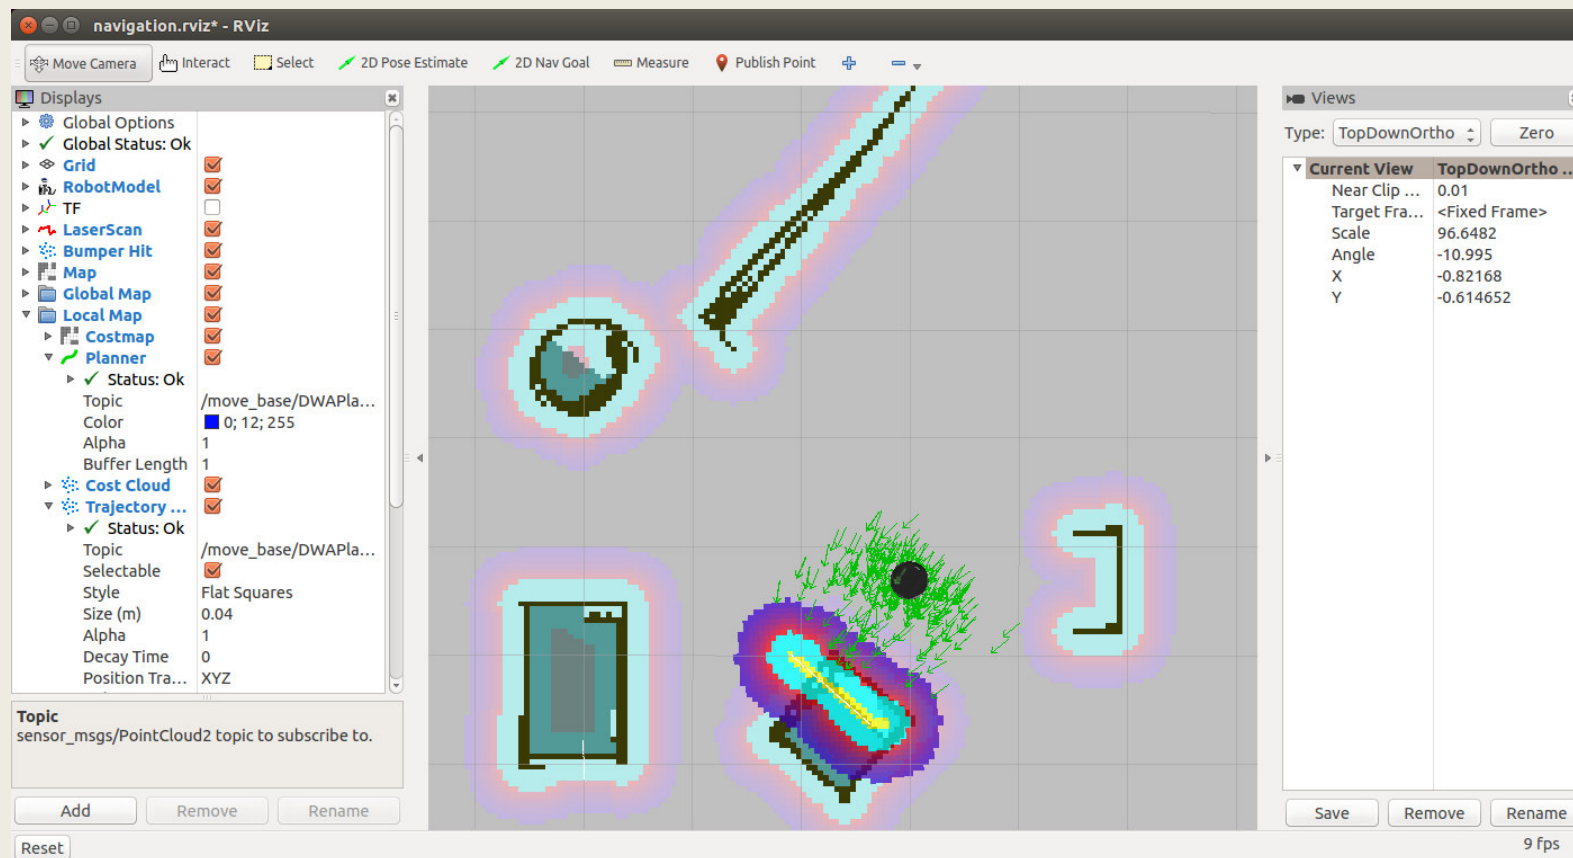 navigation.rviz* - RViz
Move Camera Interact Select 2D Pose Estimate 2D Nav Goal Measure Publish Point
Displays
Global Options
Global Status: Ok
Grid
RobotModel
TF
LaserScan
Bumper Hit
Map
Global Map
Local Map
Costmap
Planner
Status: Ok
Topic /move_base/DWAPla...
Color 0; 12; 255
Alpha 1
Buffer Length 1
Cost Cloud
Trajectory ...
Status: Ok
Topic /move_base/DWAPla...
Selectable
Style Flat Squares
Size (m) 0.04
Alpha 1
Decay Time 0
Position Tra... XYZ
Topic
sensor_msgs/PointCloud2 topic to subscribe to.
Add Remove Rename
Reset
Views
Type: TopDownOrtho Zero
Current View TopDownOrtho ...
Near Clip ... 0.01
Target Fra... <Fixed Frame>
Scale 96.6482
Angle -10.995
X -0.82168
Y -0.614652
Save Remove Rename
9 fps